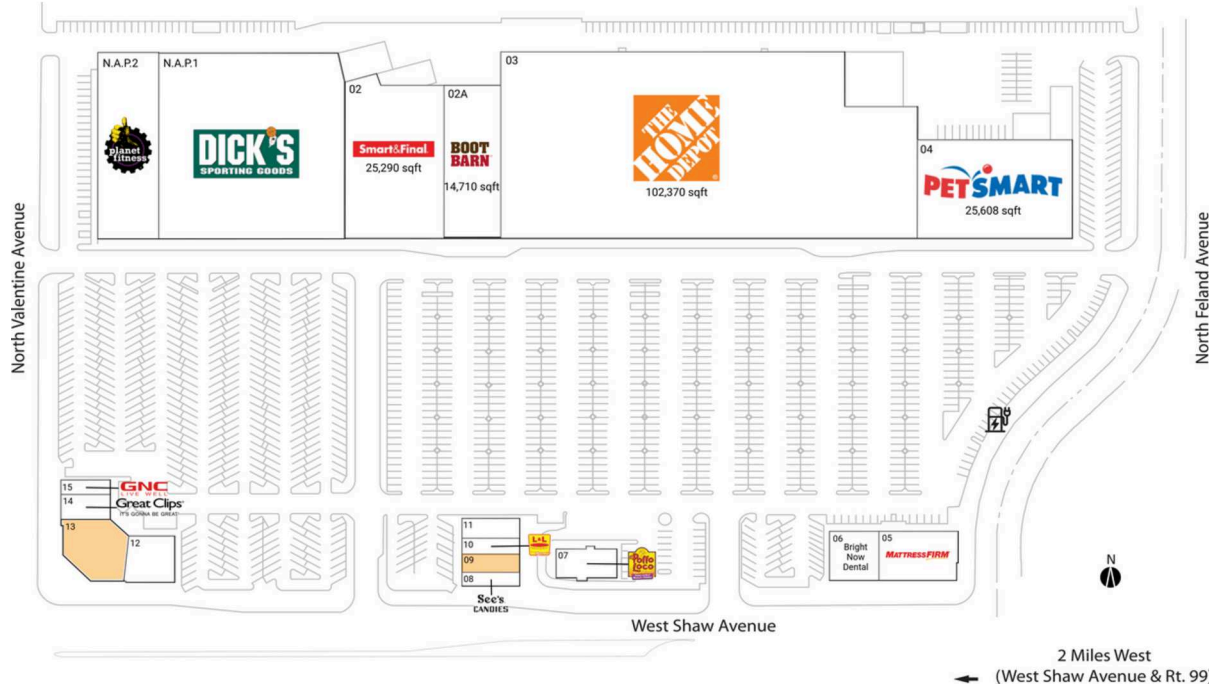 N.A.P.2
planet
fitness
N.A.P.1
DICK'S
SPORTING GOODS
02
Smart&Final.
25,290 sqft
02A
BOOT
BARN
14,710 sqft
03
THE
HOME
DEPOT
102,370 sqft
04
PETSMART
25,608 sqft
North Valentine Avenue
North Feland Avenue
15
GNC
LIVE WELL
14
Great Clips
IT'S GONNA BE GREAT
13
12
11
10
L&L
09
08
See's
CANDIES
07
Pollo
Loco
06
Bright
Now
Dental
05
MATTRESSFIRM
N
West Shaw Avenue
2 Miles West
(West Shaw Avenue & Rt. 99)